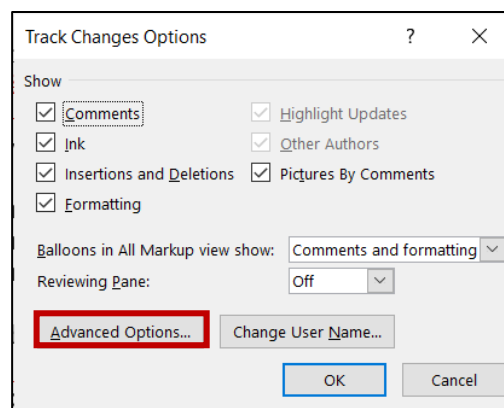 Track Changes Options ?
Show
Comments Highlight Updates
Ink Other Authors
Insertions and Deletions Pictures By Comments
Formatting
Balloons in All Markup view show: Comments and formatting
Reviewing Pane: Off
Advanced Options... Change User Name...
OK Cancel